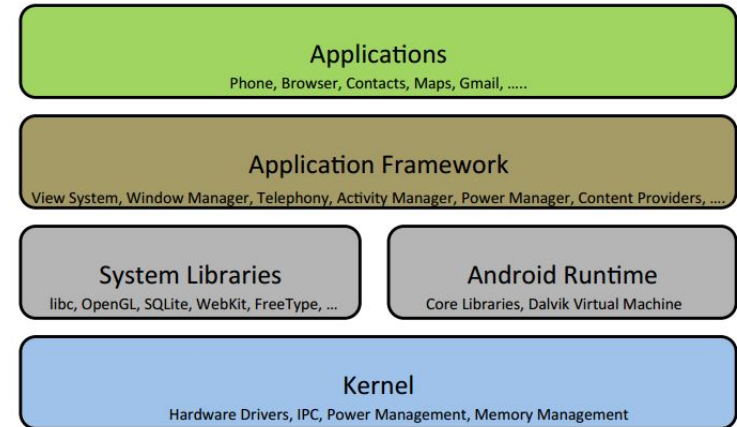 Applications
Phone, Browser, Contacts, Maps, Gmail, .....
Application Framework
View System, Window Manager, Telephony, Activity Manager, Power Manager, Content Providers, ....
System Libraries
libc, OpenGL, SQLite, WebKit, FreeType, ...
Android Runtime
Core Libraries, Dalvik Virtual Machine
Kernel
Hardware Drivers, IPC, Power Management, Memory Management